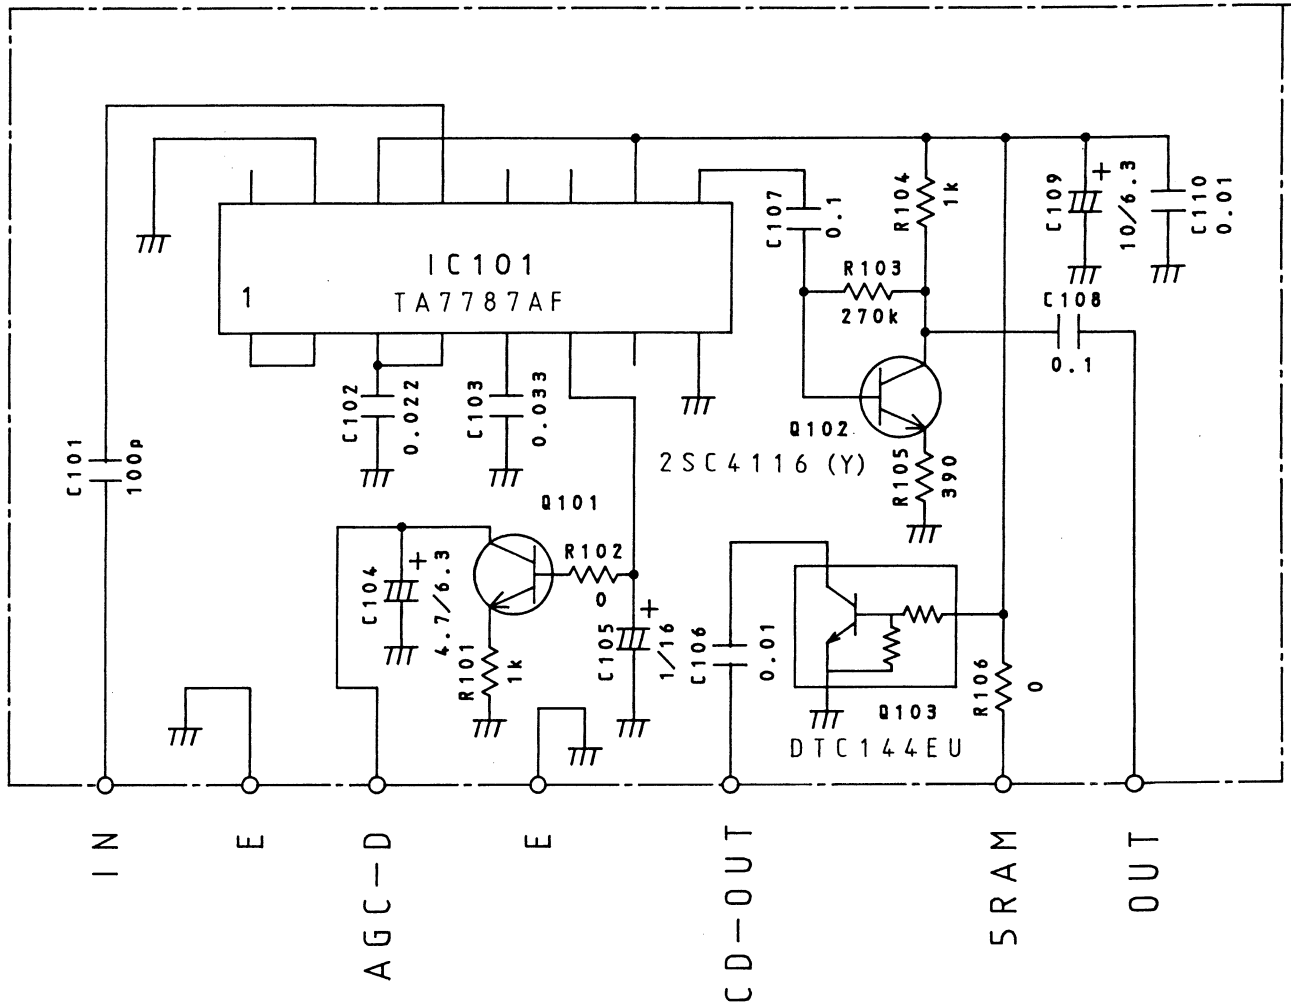 IC101
TA7787AF
1
C101
100p
C102
0.022
C103
0.033
C107
0.1
R104
1k
C109
+
10/6.3
C110
0.01
R103
270k
C108
0.1
Q102
2SC4116 (Y)
R105
390
Q101
R102
0
C104
+
4.7/6.3
R101
1k
C105
+
1/16
C106
0.01
Q103
DTC144EU
R106
0
IN
E
AGC-D
E
CD-OUT
5RAM
OUT